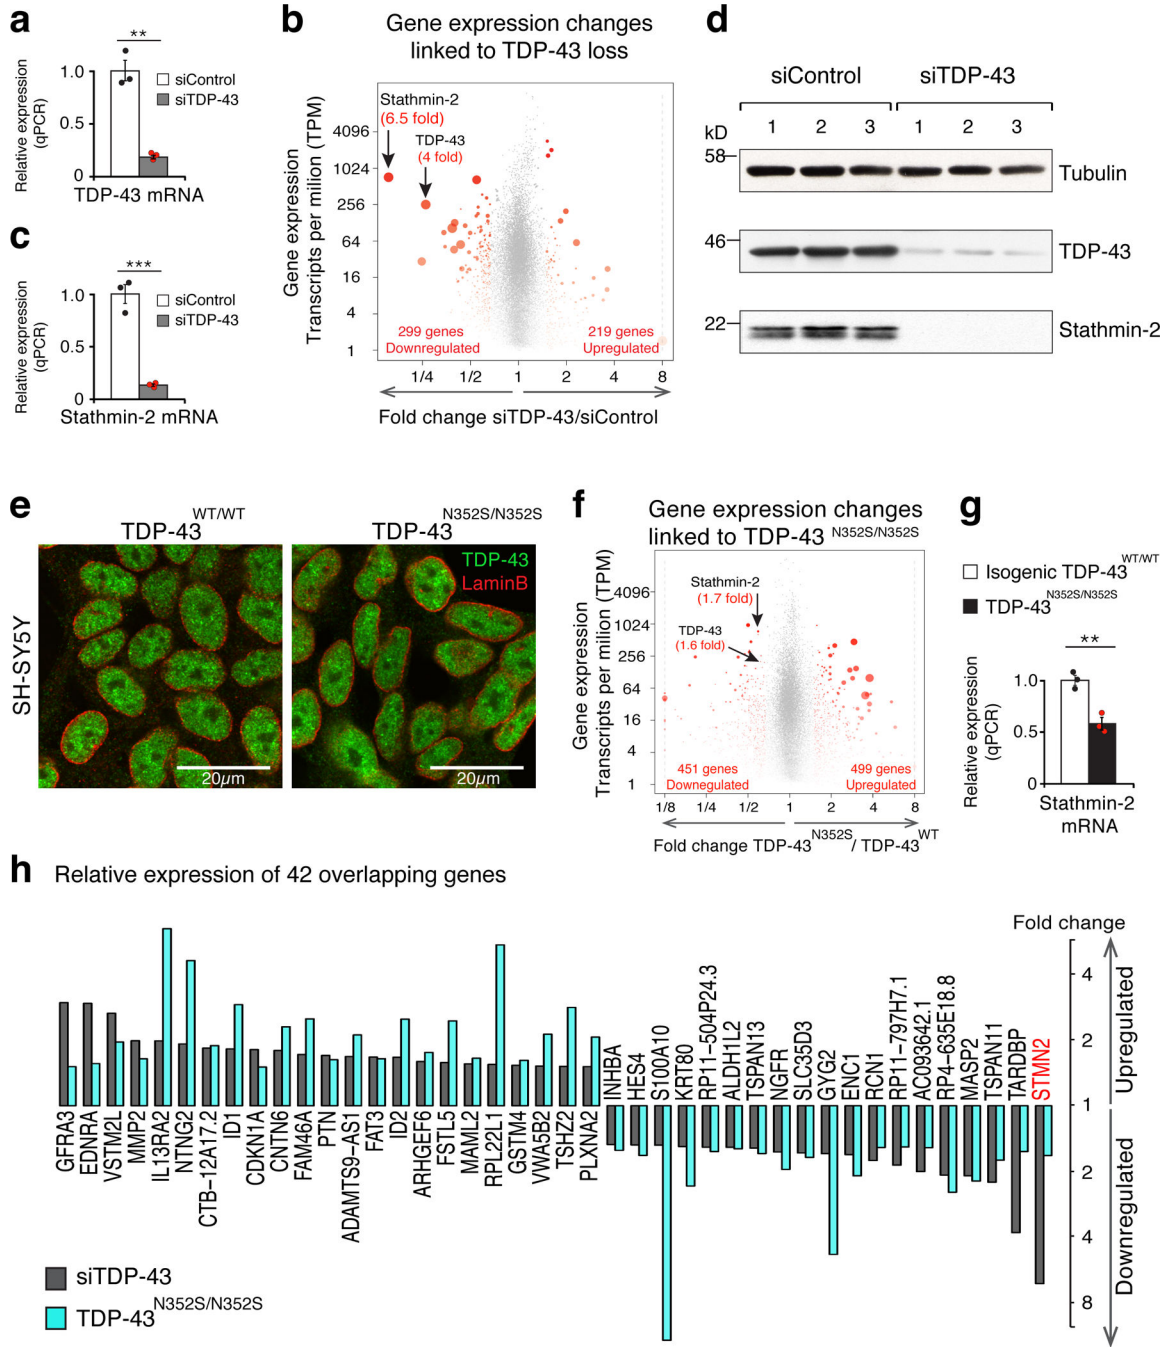 a
**
Relative expression
(qPCR)
1.0
0.5
0
siControl
siTDP-43
TDP-43 mRNA
b
Gene expression changes
linked to TDP-43 loss
Gene expression
Transcripts per milion (TPM)
4096
1024
256
64
16
4
1
Stathmin-2
(6.5 fold)
TDP-43
(4 fold)
299 genes
Downregulated
219 genes
Upregulated
1/4 1/2 1 2 4 8
Fold change siTDP-43/siControl
c
***
Relative expression
(qPCR)
1.0
0.5
0
siControl
siTDP-43
Stathmin-2 mRNA
d
siControl siTDP-43
kD 1 2 3 1 2 3
58 Tubulin
46 TDP-43
22 Stathmin-2
e
TDP-43 WT/WT
TDP-43 N352S/N352S
SH-SY5Y
TDP-43
LaminB
20µm
20µm
f
Gene expression changes
linked to TDP-43 N352S/N352S
Gene expression
Transcripts per milion (TPM)
4096
1024
256
64
16
4
1
Stathmin-2
(1.7 fold)
TDP-43
(1.6 fold)
451 genes
Downegulated
499 genes
Upregulated
1/8 1/4 1/2 1 2 4 8
Fold change TDP-43 N352S / TDP-43 WT
g
Isogenic TDP-43 WT/WT
TDP-43 N352S/N352S
**
Relative expression
(qPCR)
1.0
0.5
0
Stathmin-2
mRNA
h Relative expression of 42 overlapping genes
Fold change
4
2
1
2
4
8
Upregulated
Downregulated
GFRA3
EDNRA
VSTM2L
MMP2
IL13RA2
NTNG2
CTB-12A17.2
ID1
CDKN1A
CNTN6
FAM46A
PTN
ADAMTS9-AS1
FAT3
ID2
ARHGEF6
FSTL5
MAML2
RPL22L1
GSTM4
VWA5B2
TSHZ2
PLXNA2
INHBA
HES4
S100A10
KRT80
RP11-504P24.3
ALDH1L2
TSPAN13
NGFR
SLC35D3
GYG2
ENC1
RCN1
RP11-797H7.1
AC093642.1
RP4-635E18.8
MASP2
TSPAN11
TARDBP
STMN2
siTDP-43
TDP-43 N352S/N352S